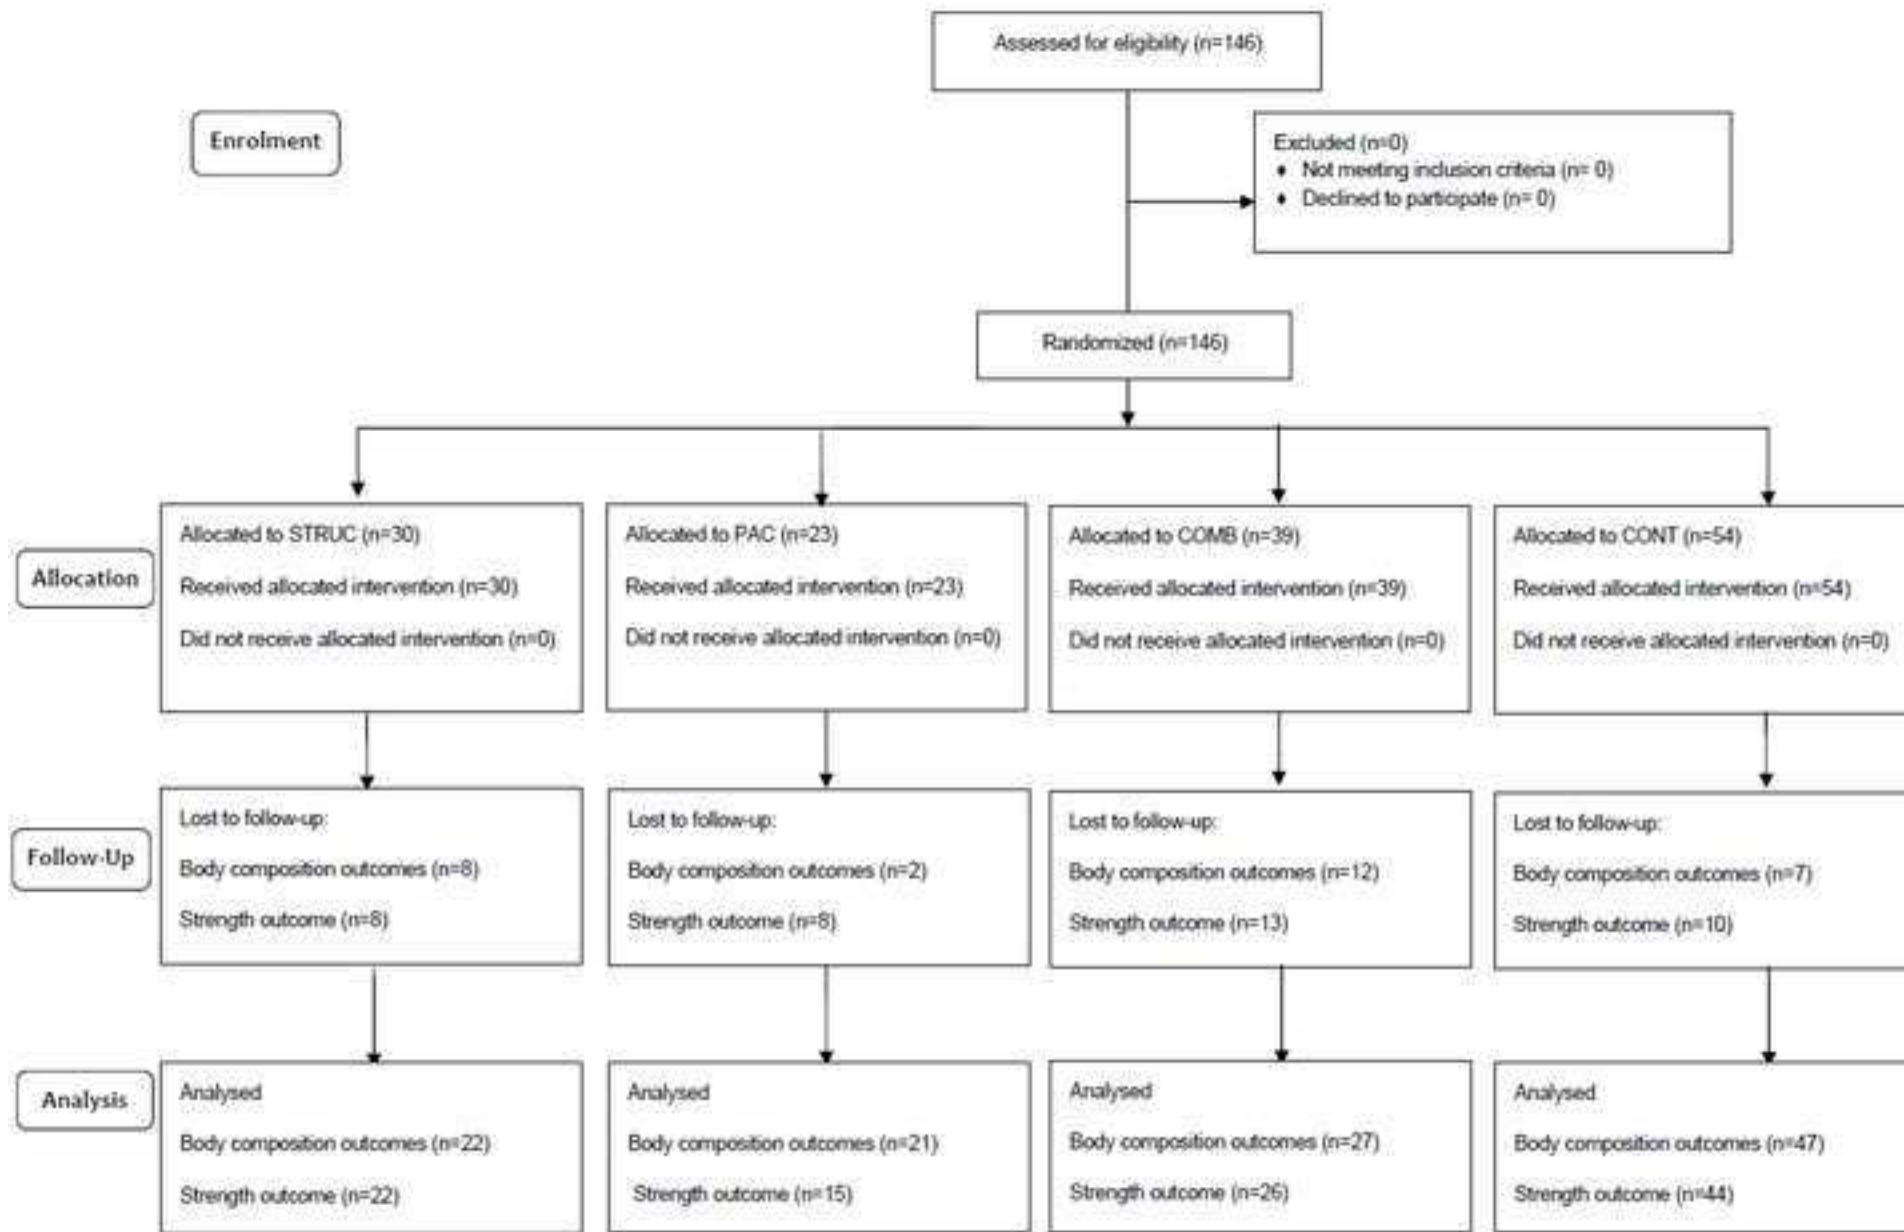 Assessed for eligibility (n=146)
Enrolment
Excluded (n=0)
♦ Not meeting inclusion criteria (n= 0)
♦ Declined to participate (n= 0)
Randomized (n=146)
Allocation
Allocated to STRUC (n=30)
Received allocated intervention (n=30)
Did not receive allocated intervention (n=0)
Allocated to PAC (n=23)
Received allocated intervention (n=23)
Did not receive allocated intervention (n=0)
Allocated to COMB (n=39)
Received allocated intervention (n=39)
Did not receive allocated intervention (n=0)
Allocated to CONT (n=54)
Received allocated intervention (n=54)
Did not receive allocated intervention (n=0)
Follow-Up
Lost to follow-up:
Body composition outcomes (n=8)
Strength outcome (n=8)
Lost to follow-up:
Body composition outcomes (n=2)
Strength outcome (n=8)
Lost to follow-up:
Body composition outcomes (n=12)
Strength outcome (n=13)
Lost to follow-up:
Body composition outcomes (n=7)
Strength outcome (n=10)
Analysis
Analysed
Body composition outcomes (n=22)
Strength outcome (n=22)
Analysed
Body composition outcomes (n=21)
Strength outcome (n=15)
Analysed
Body composition outcomes (n=27)
Strength outcome (n=26)
Analysed
Body composition outcomes (n=47)
Strength outcome (n=44)